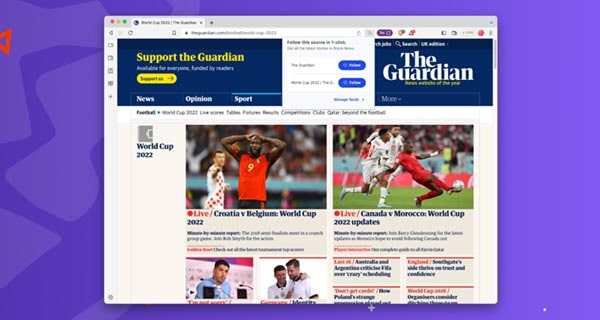 World Cup 2022 | The Guardian
theguardian.com/football/world-cup-2022
Follow this source in 1-click.
Get all the latest stories in Brave News.
The Guardian
Follow
World Cup 2022 | The G...
Follow
Manage feeds
Search jobs
Search
UK edition
Support the Guardian
Available for everyone, funded by readers
Support us
The
Guardian
News website of the year
News
Opinion
Sport
More
Football
World Cup 2022
Live scores
Tables
Fixtures
Results
Competitions
Clubs
Qatar: beyond the football
World Cup
2022
Live / Croatia v Belgium: World Cup
2022
Minute-by-minute report: The 2018 semi-finalists meet in a crunch
group game. Join Rob Smyth for the action
Golden Boot Check out all the latest tournament top scorers
Live / Canada v Morocco: World Cup
2022 updates
Minute-by-minute report: Join Barry Glendenning for the latest
updates as Morocco hope to avoid following Canada out
Player interactive Our complete guide to all
'I'm not sorry' /
Germany / Identity
Last 16 / Australia and
Argentina criticise Fifa
over 'crazy' scheduling
England / Southgate's
side thrive on trust and
confidence
'Don't get cards!' / How
Poland's strange
progression played out
World Cup 2026 /
Organisers consider
ditching three-team